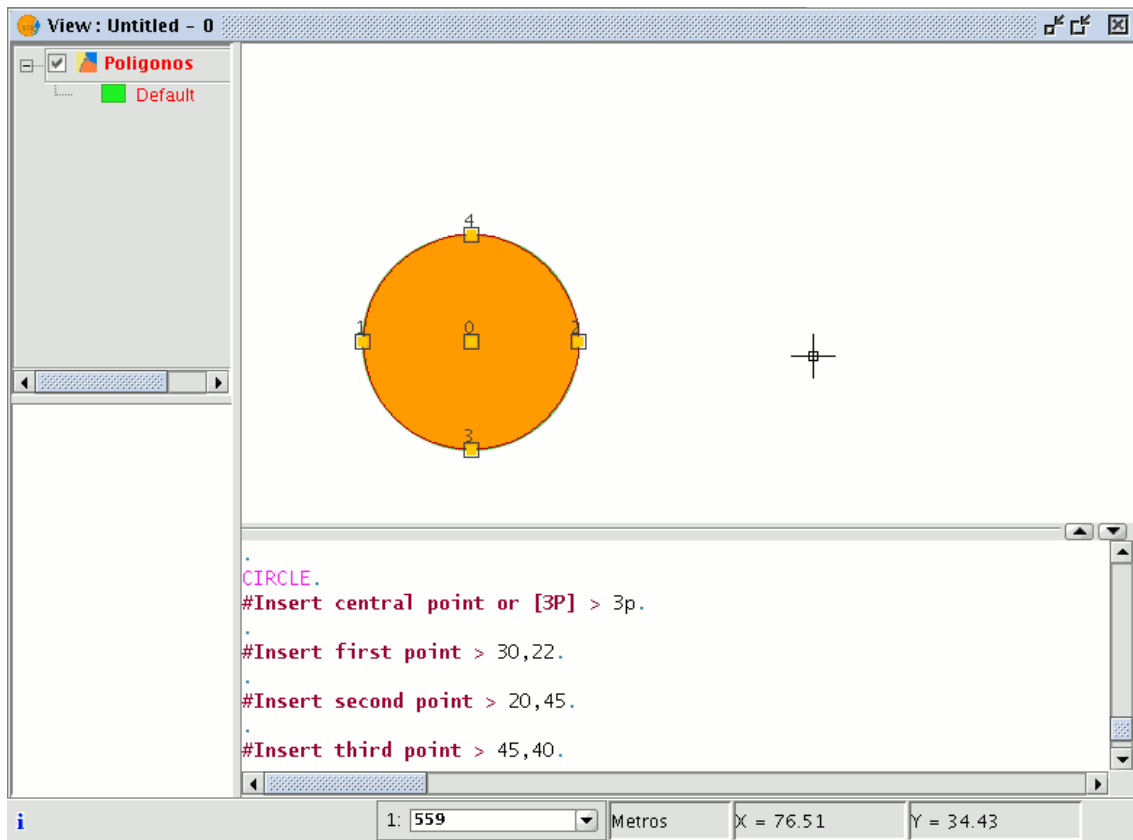 View : Untitled - 0
Poligonos
Default
4
1
0
2
3
.
CIRCLE.
#Insert central point or [3P] > 3p.
.
#Insert first point > 30,22.
.
#Insert second point > 20,45.
.
#Insert third point > 45,40.
i
1: 559
Metros
X = 76.51
Y = 34.43